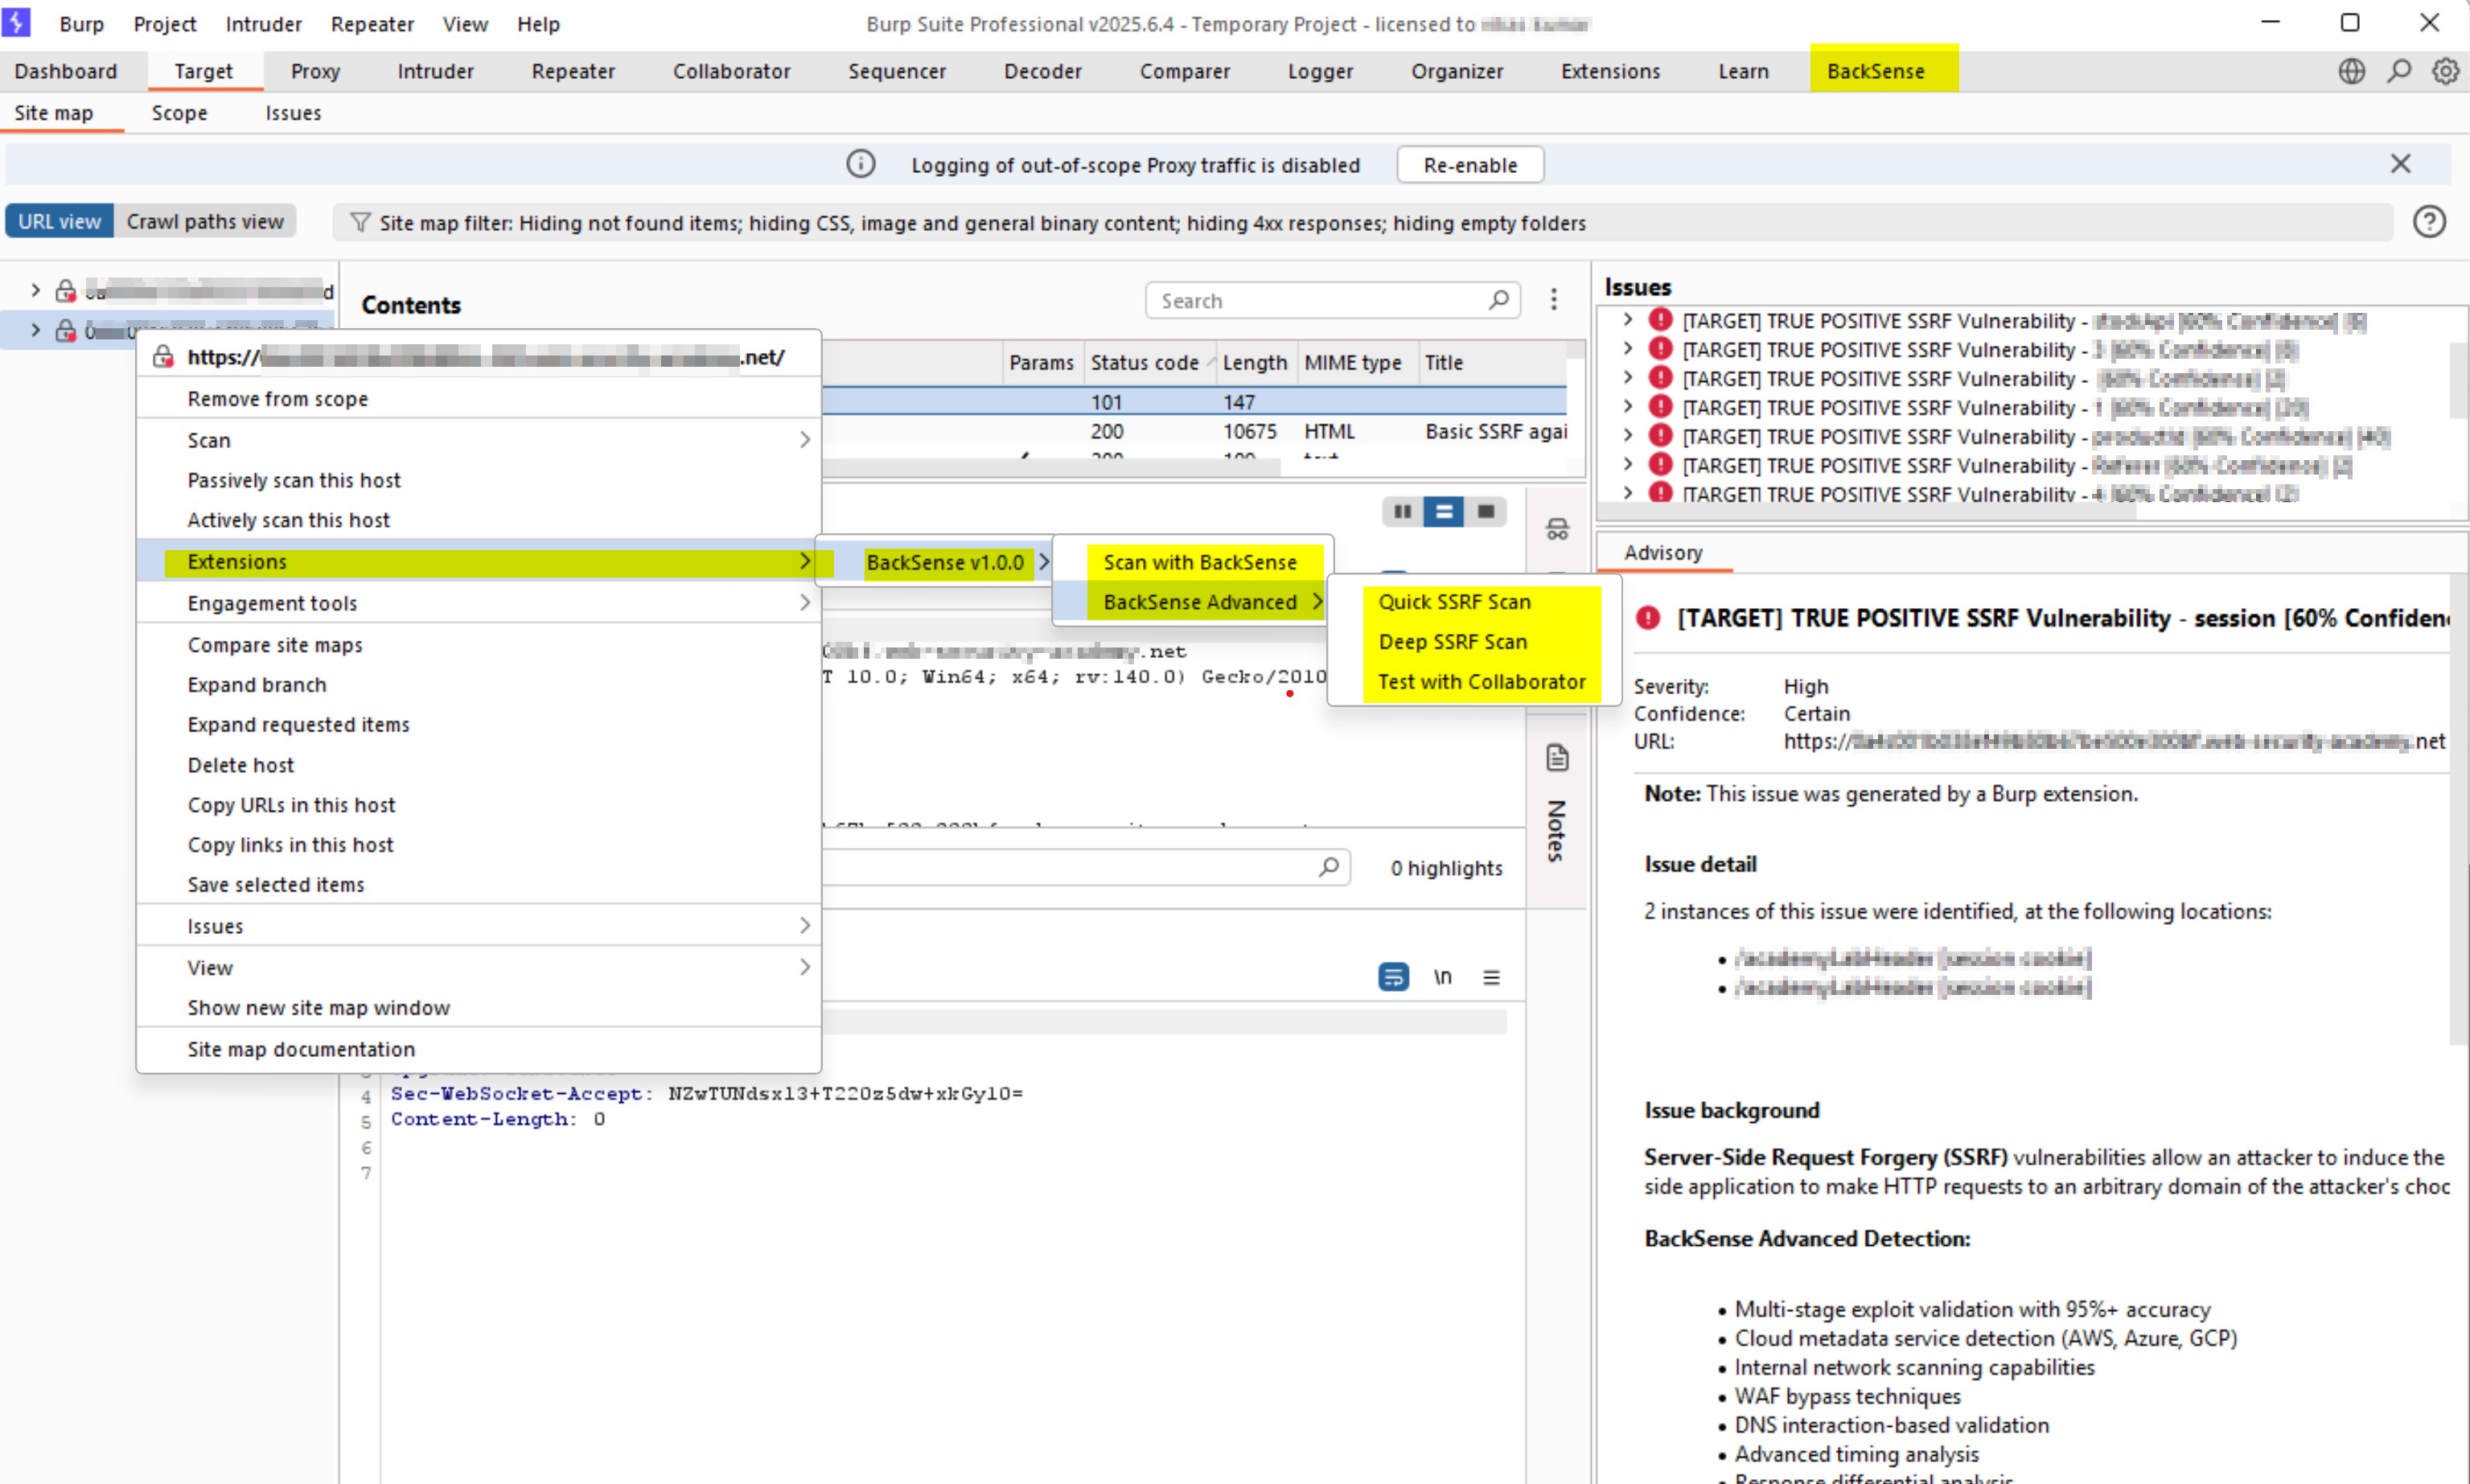 Burp Project Intruder Repeater View Help
Burp Suite Professional v2025.6.4 - Temporary Project - licensed to
Dashboard Target Proxy Intruder Repeater Collaborator Sequencer Decoder Comparer Logger Organizer Extensions Learn BackSense
Site map Scope Issues
Logging of out-of-scope Proxy traffic is disabled Re-enable
URL view Crawl paths view Site map filter: Hiding not found items; hiding CSS, image and general binary content; hiding 4xx responses; hiding empty folders
Contents
Search
https:// .net/
Remove from scope
Scan
Passively scan this host
Actively scan this host
Extensions
Engagement tools
Compare site maps
Expand branch
Expand requested items
Delete host
Copy URLs in this host
Copy links in this host
Save selected items
Issues
View
Show new site map window
Site map documentation
BackSense v1.0.0
Scan with BackSense
BackSense Advanced
Quick SSRF Scan
Deep SSRF Scan
Test with Collaborator
Params Status code Length MIME type Title
101 147
200 10675 HTML Basic SSRF agai
.net
T 10.0; Win64; x64; rv:140.0) Gecko/2010
0 highlights
\n
4 Sec-WebSocket-Accept: NZwTUNdsxl3+T220z5dw+xkGyl0=
5 Content-Length: 0
6
7
Notes
Issues
[TARGET] TRUE POSITIVE SSRF Vulnerability -
[TARGET] TRUE POSITIVE SSRF Vulnerability -
[TARGET] TRUE POSITIVE SSRF Vulnerability -
[TARGET] TRUE POSITIVE SSRF Vulnerability -
[TARGET] TRUE POSITIVE SSRF Vulnerability -
[TARGET] TRUE POSITIVE SSRF Vulnerability -
[TARGET] TRUE POSITIVE SSRF Vulnerability -
Advisory
[TARGET] TRUE POSITIVE SSRF Vulnerability - session [60% Confiden
Severity: High
Confidence: Certain
URL: https:// net
Note: This issue was generated by a Burp extension.
Issue detail
2 instances of this issue were identified, at the following locations:
Issue background
Server-Side Request Forgery (SSRF) vulnerabilities allow an attacker to induce the
side application to make HTTP requests to an arbitrary domain of the attacker's choc
BackSense Advanced Detection:
• Multi-stage exploit validation with 95%+ accuracy
• Cloud metadata service detection (AWS, Azure, GCP)
• Internal network scanning capabilities
• WAF bypass techniques
• DNS interaction-based validation
• Advanced timing analysis
• Response differential analysis